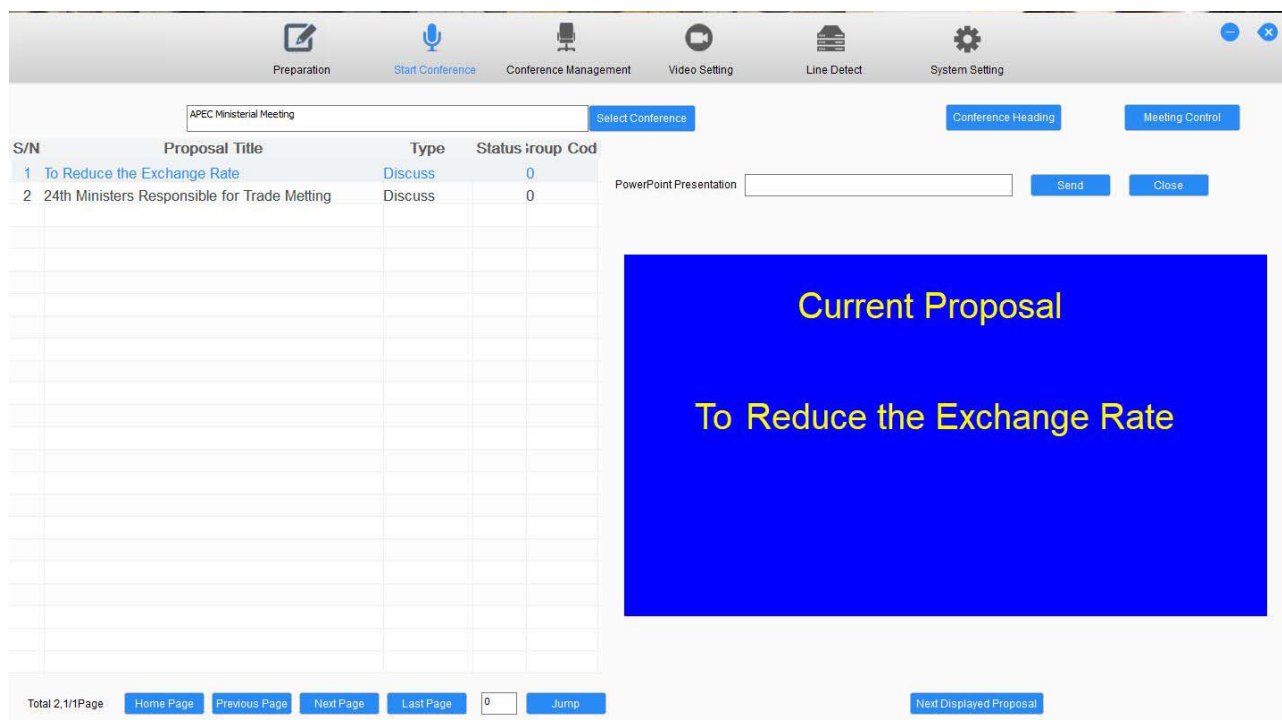 Preparation Start Conference Conference Management Video Setting Line Detect System Setting
APEC Ministerial Meeting Select Conference Conference Heading Meeting Control
S/N Proposal Title Type Status Group Cod
1 To Reduce the Exchange Rate Discuss 0
2 24th Ministers Responsible for Trade Metting Discuss 0
PowerPoint Presentation Send Close
Current Proposal
To Reduce the Exchange Rate
Total 2,1/1Page Home Page Previous Page Next Page Last Page 0 Jump Next Displayed Proposal